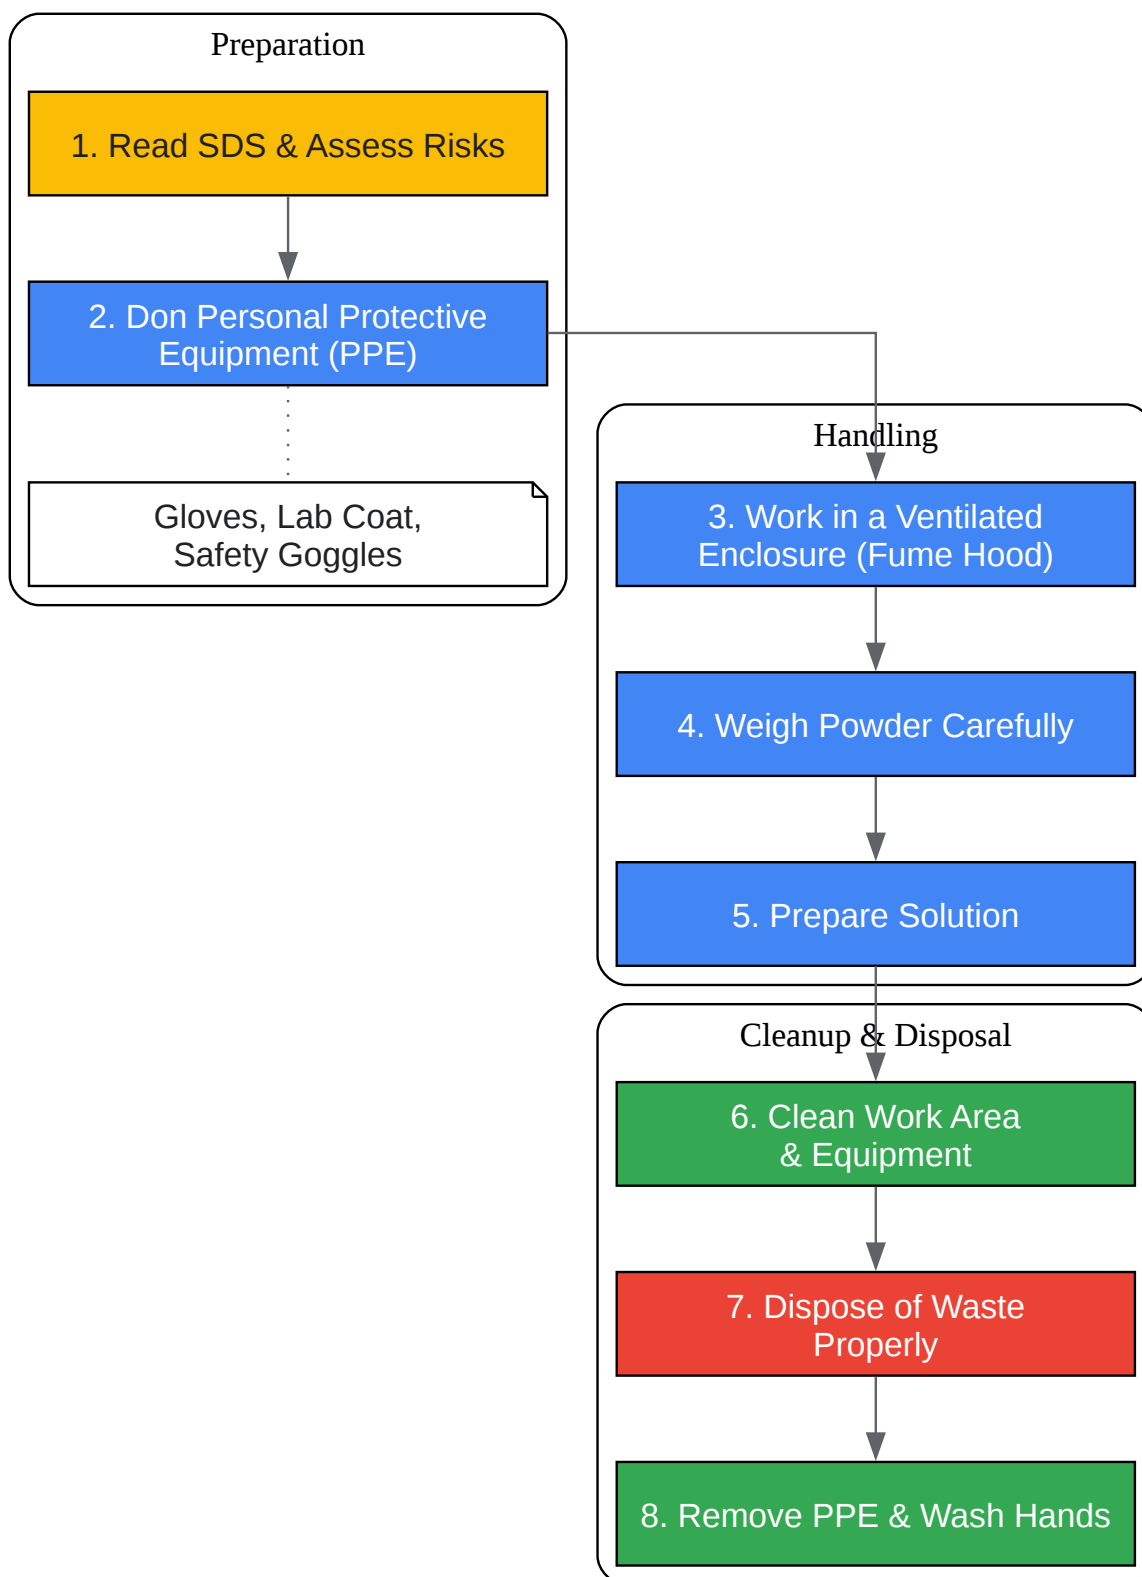 Preparation
1. Read SDS & Assess Risks
2. Don Personal Protective
Equipment (PPE)
Gloves, Lab Coat,
Safety Goggles
Handling
3. Work in a Ventilated
Enclosure (Fume Hood)
4. Weigh Powder Carefully
5. Prepare Solution
Cleanup & Disposal
6. Clean Work Area
& Equipment
7. Dispose of Waste
Properly
8. Remove PPE & Wash Hands